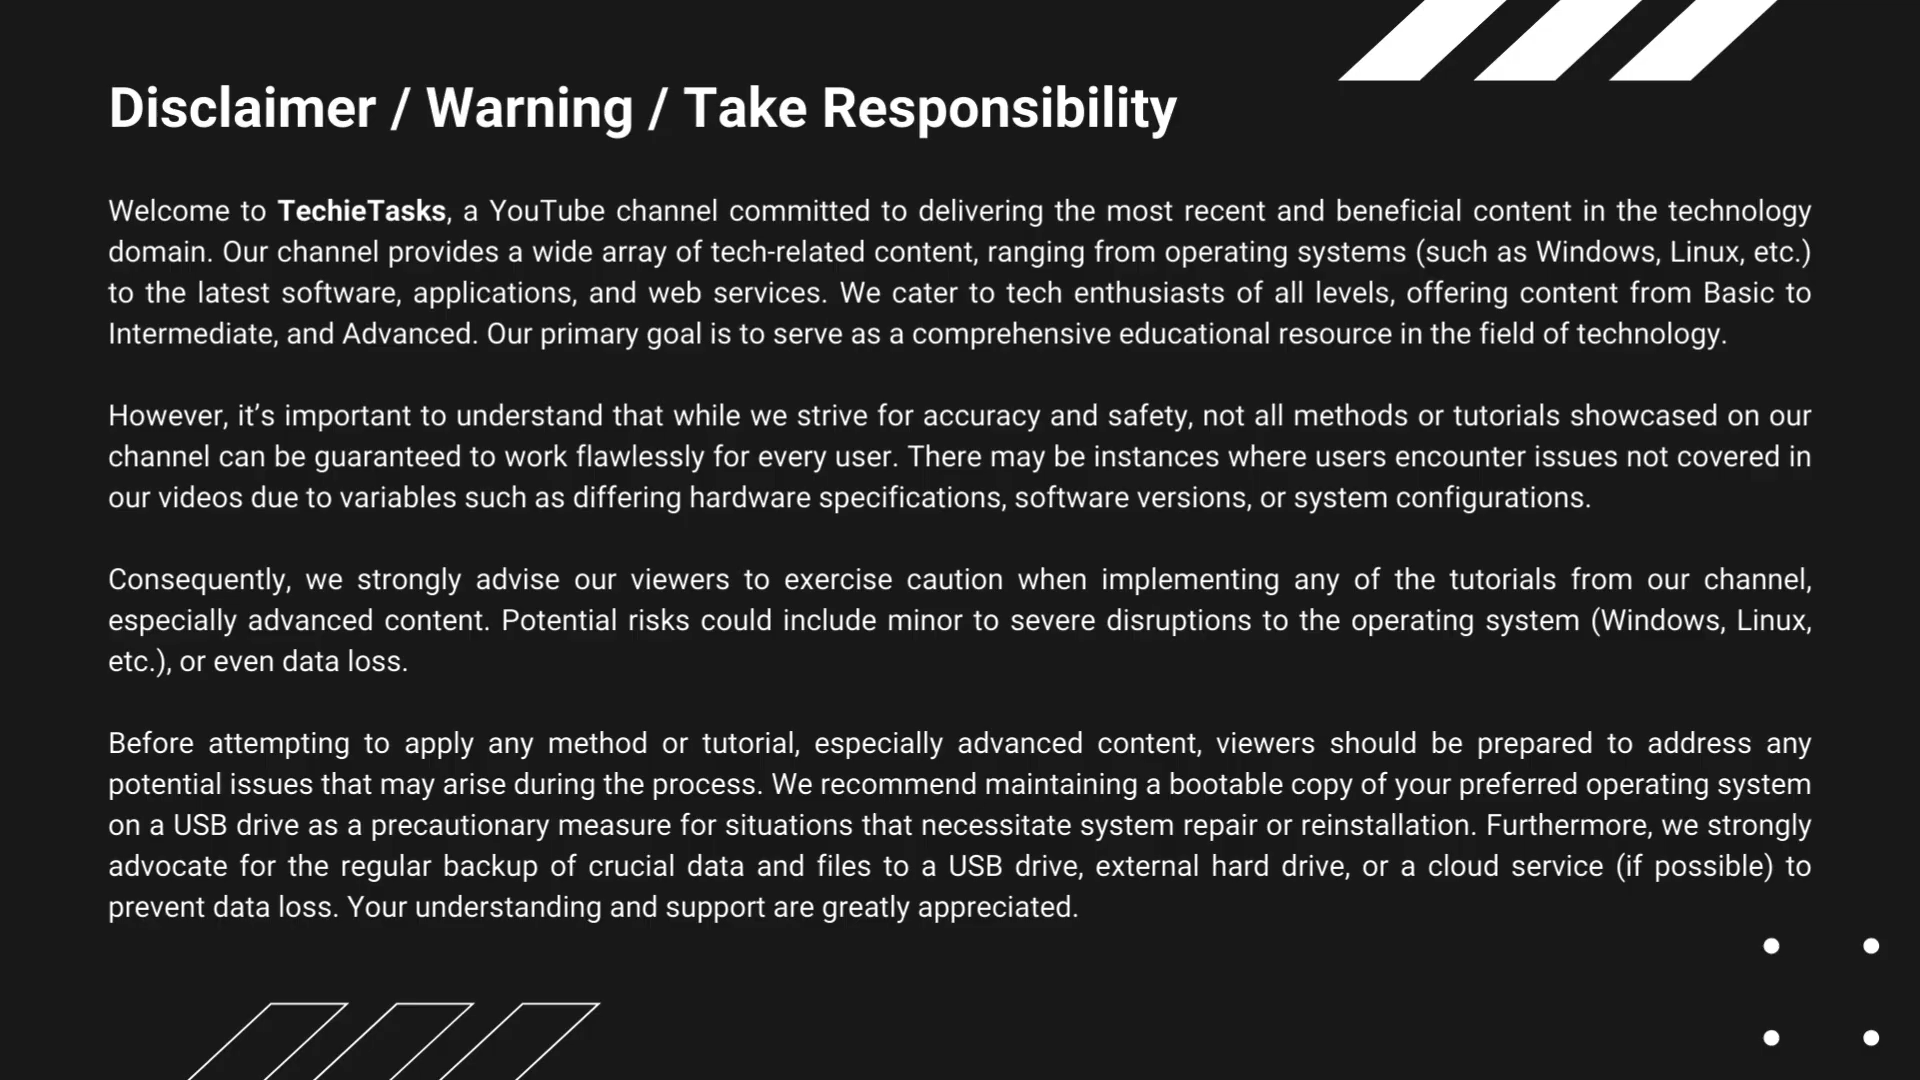 Disclaimer / Warning / Take Responsibility
Welcome to TechieTasks, a YouTube channel committed to delivering the most recent and beneficial content in the technology
domain. Our channel provides a wide array of tech-related content, ranging from operating systems (such as Windows, Linux, etc.)
to the latest software, applications, and web services. We cater to tech enthusiasts of all levels, offering content from Basic to
Intermediate, and Advanced. Our primary goal is to serve as a comprehensive educational resource in the field of technology.
However, it’s important to understand that while we strive for accuracy and safety, not all methods or tutorials showcased on our
channel can be guaranteed to work flawlessly for every user. There may be instances where users encounter issues not covered in
our videos due to variables such as differing hardware specifications, software versions, or system configurations.
Consequently, we strongly advise our viewers to exercise caution when implementing any of the tutorials from our channel,
especially advanced content. Potential risks could include minor to severe disruptions to the operating system (Windows, Linux,
etc.), or even data loss.
Before attempting to apply any method or tutorial, especially advanced content, viewers should be prepared to address any
potential issues that may arise during the process. We recommend maintaining a bootable copy of your preferred operating system
on a USB drive as a precautionary measure for situations that necessitate system repair or reinstallation. Furthermore, we strongly
advocate for the regular backup of crucial data and files to a USB drive, external hard drive, or a cloud service (if possible) to
prevent data loss. Your understanding and support are greatly appreciated.